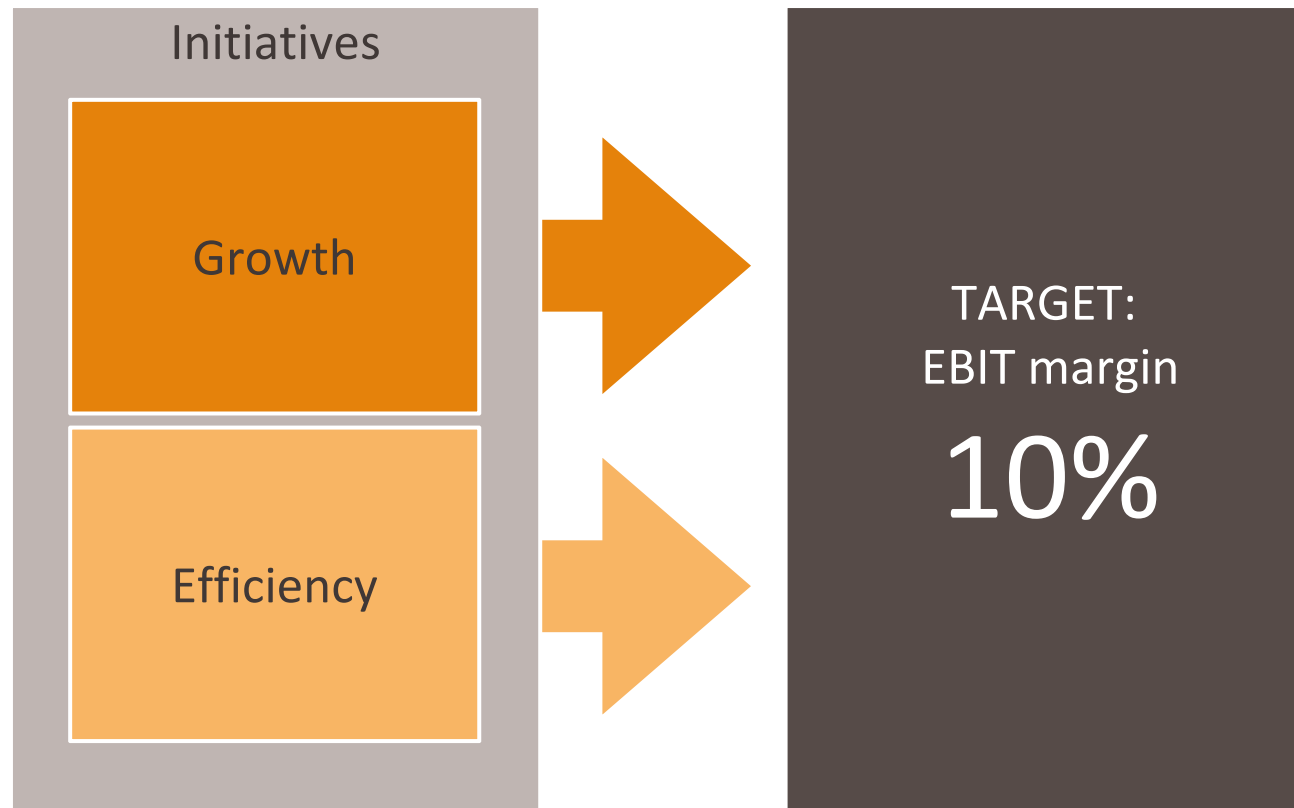 Initiatives
Growth
Efficiency
TARGET:
EBIT margin
10%